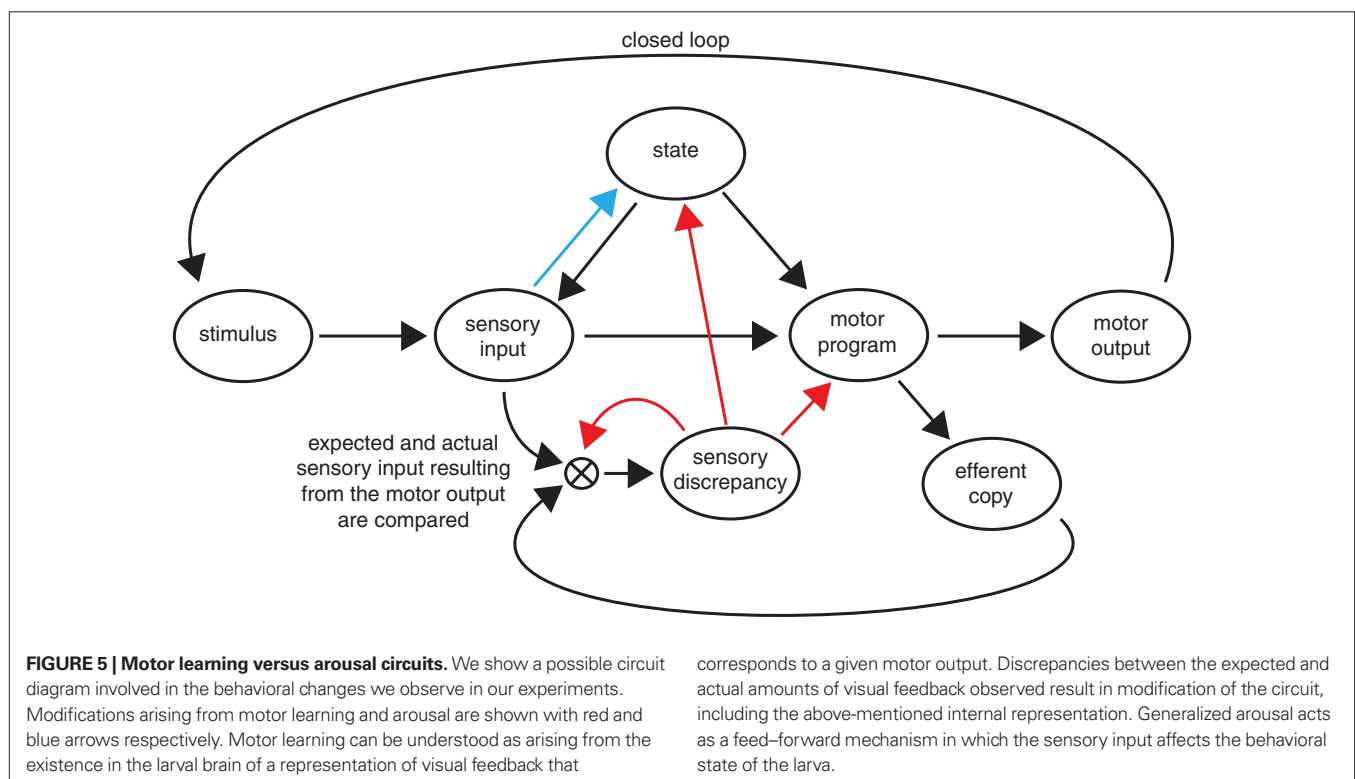 closed loop
state
stimulus
sensory
input
motor
program
motor
output
expected and actual
sensory input resulting
from the motor output
are compared
sensory
discrepancy
efferent
copy
FIGURE 5 | Motor learning versus arousal circuits. We show a possible circuit
diagram involved in the behavioral changes we observe in our experiments.
Modifications arising from motor learning and arousal are shown with red and
blue arrows respectively. Motor learning can be understood as arising from the
existence in the larval brain of a representation of visual feedback that
corresponds to a given motor output. Discrepancies between the expected and
actual amounts of visual feedback observed result in modification of the circuit,
including the above-mentioned internal representation. Generalized arousal acts
as a feed–forward mechanism in which the sensory input affects the behavioral
state of the larva.